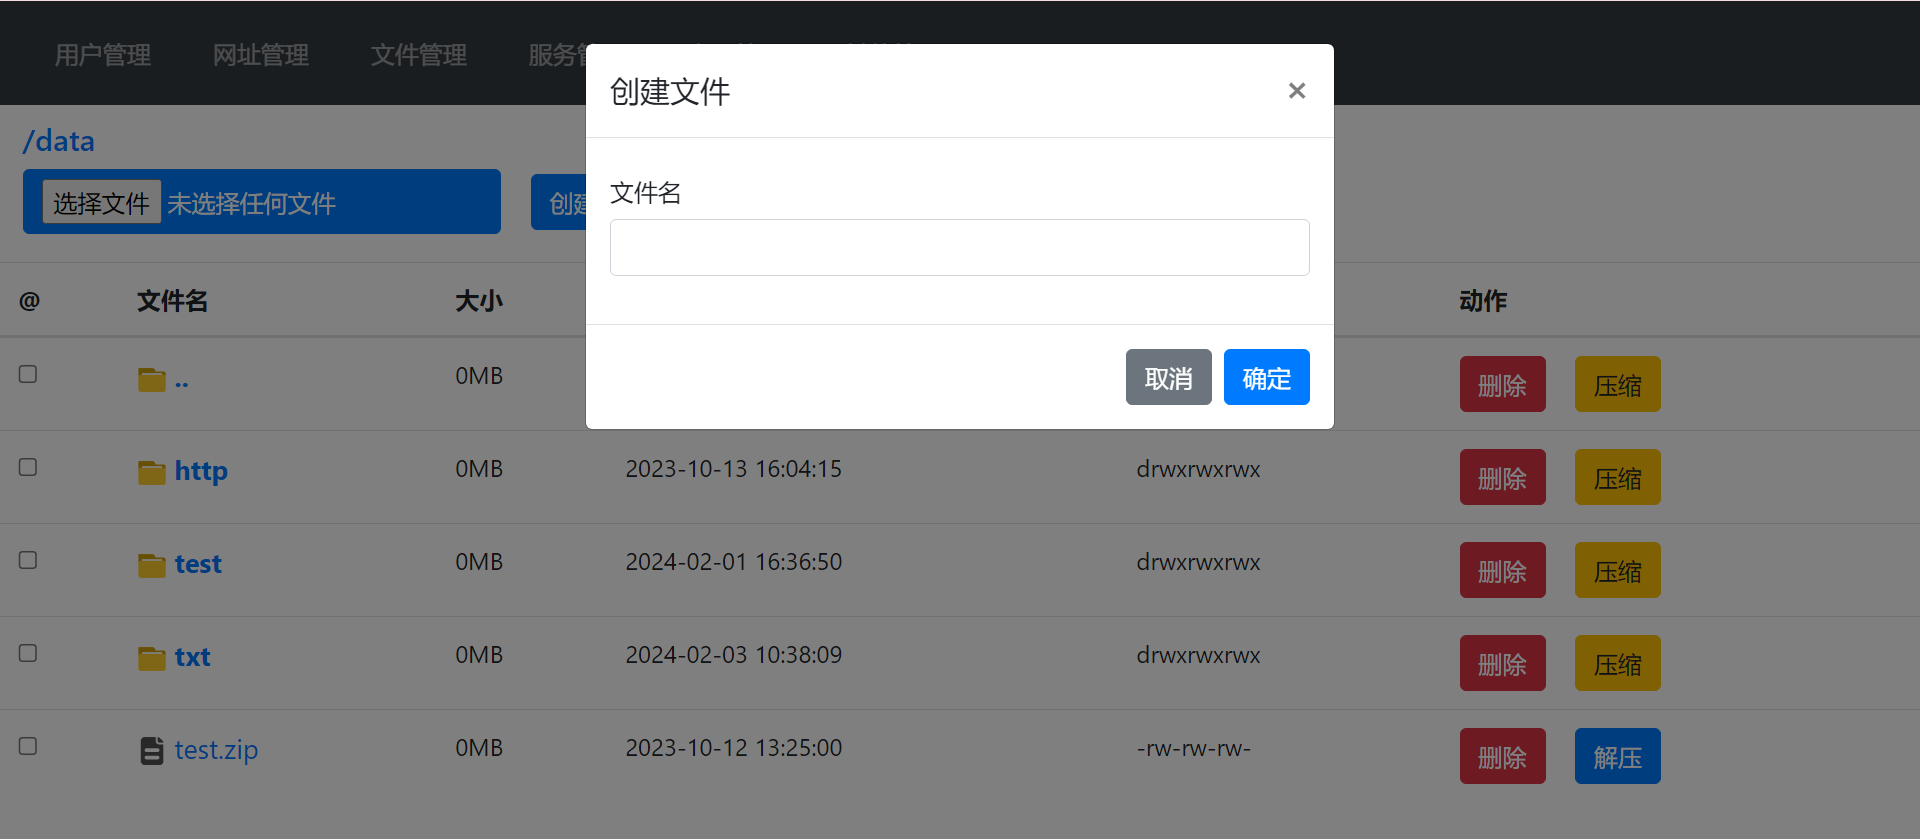 用户管理 网址管理 文件管理 服务管
创建文件 ×
/data
选择文件 未选择任何文件 创建
文件名
@ 文件名 大小 动作
取消 确定
.. 0MB 删除 压缩
http 0MB 2023-10-13 16:04:15 drwxrwxrwx 删除 压缩
test 0MB 2024-02-01 16:36:50 drwxrwxrwx 删除 压缩
txt 0MB 2024-02-03 10:38:09 drwxrwxrwx 删除 压缩
test.zip 0MB 2023-10-12 13:25:00 -rw-rw-rw- 删除 解压